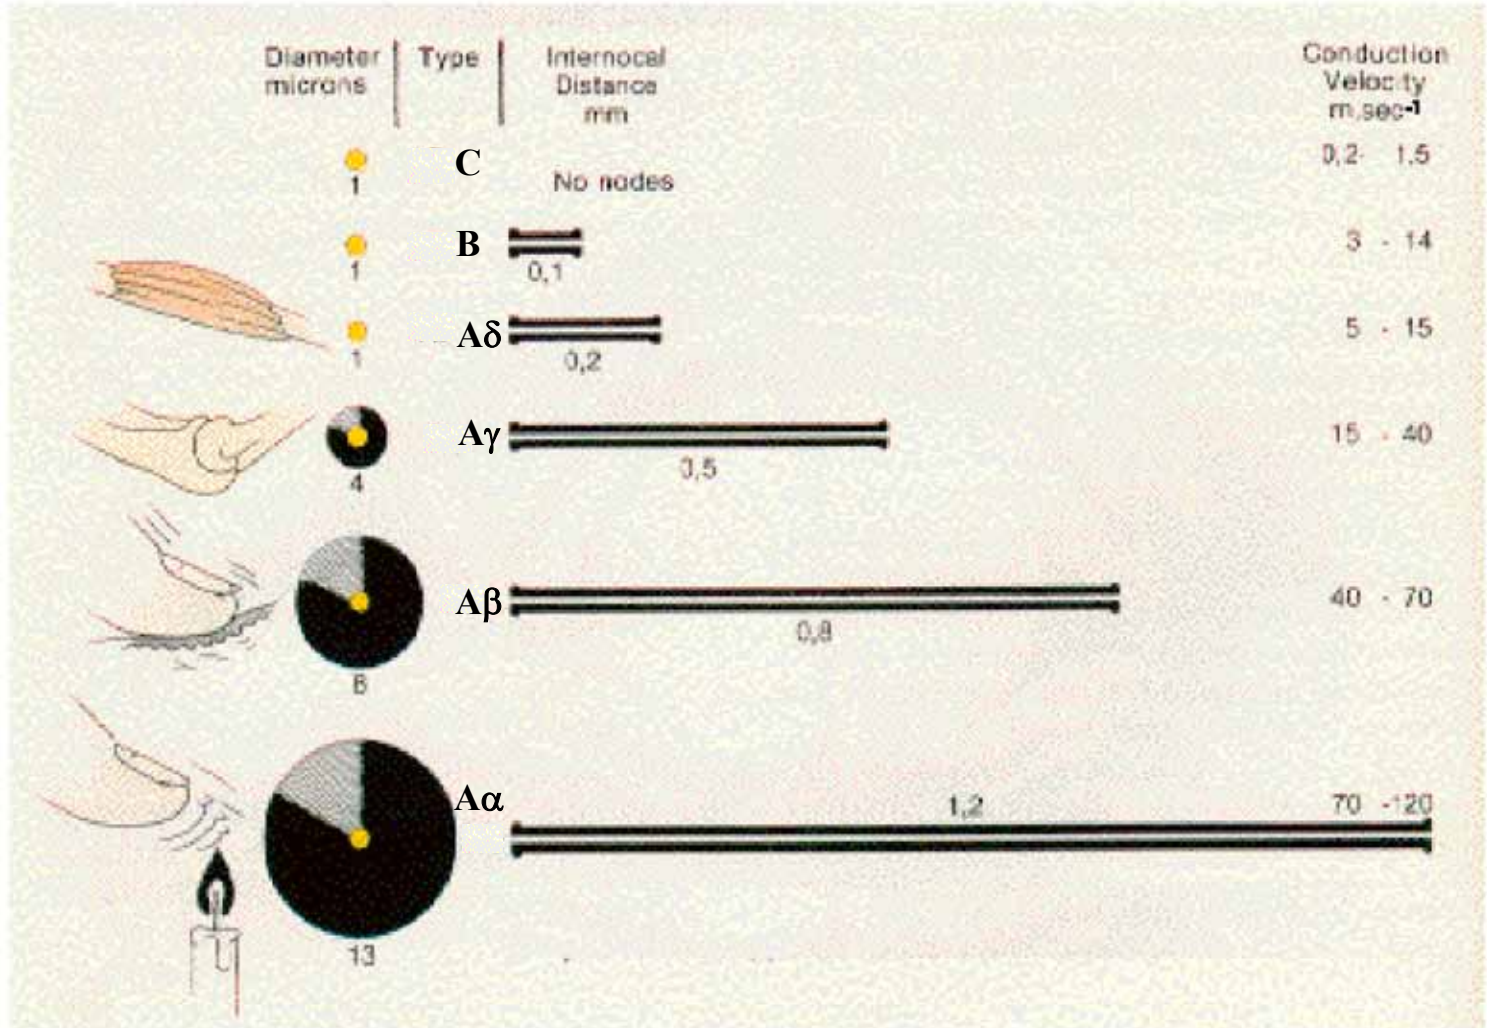 Diameter
microns
Type
Internocal
Distance
mm
Conduction
Velocity
m.sec-1
1
C
No nodes
0,2- 1,5
1
B
0,1
3 - 14
1
Aδ
0,2
5 - 15
4
Aγ
0,5
15 - 40
Aβ
0,8
40 - 70
13
Aα
1,2
70 -120